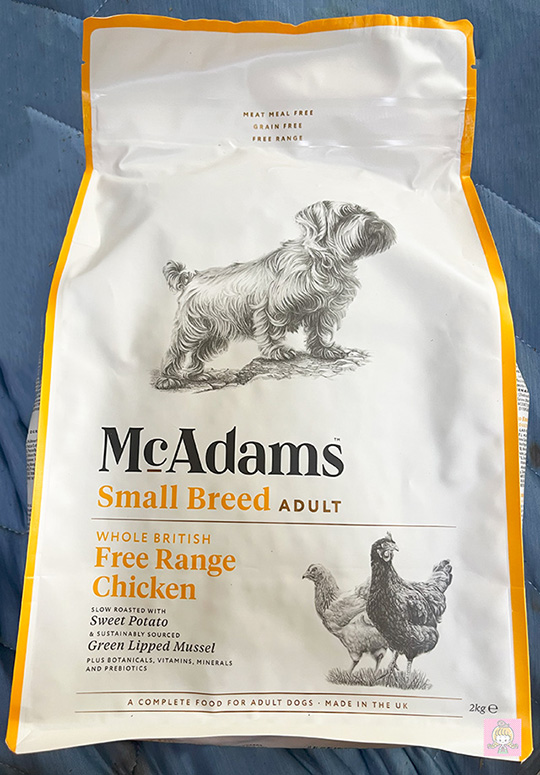 MEAT MEAL FREE
GRAIN FREE
FREE RANGE
McAdams™
Small Breed ADULT
WHOLE BRITISH
Free Range
Chicken
SLOW ROASTED WITH
Sweet Potato
& SUSTAINABLY SOURCED
Green Lipped Mussel
PLUS BOTANICALS, VITAMINS, MINERALS
AND PREBIOTICS
A COMPLETE FOOD FOR ADULT DOGS · MADE IN THE UK
2kg ℮